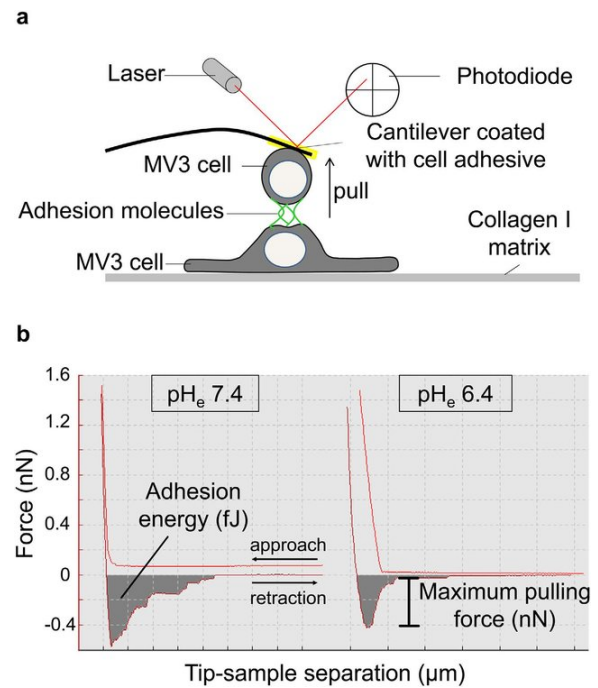 a
Laser
Photodiode
Cantilever coated
with cell adhesive
MV3 cell
pull
Adhesion molecules
Collagen I
matrix
MV3 cell
b
1.6
1.2
0.8
0.4
0
-0.4
Force (nN)
pHe 7.4
pHe 6.4
Adhesion
energy (fJ)
approach
retraction
Maximum pulling
force (nN)
Tip-sample separation (µm)